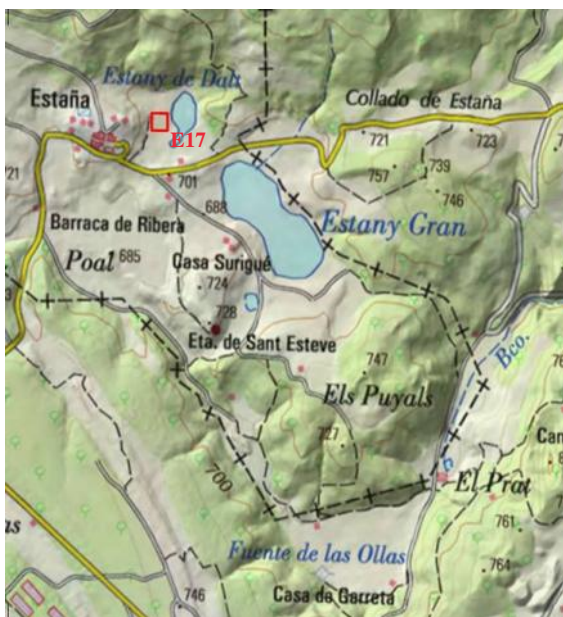 Estany de Dalt
Estaña
E17
Collado de Estaña
721
723
739
757
746
21
701
688
Barraca de Ribera
Estany Gran
Poal 685
Casa Surigué
724
728
Eta. de Sant Esteve
747
Els Puyals
Bco.
727
700
El Prat
761
764
Fuente de las Ollas
746
Casa de Garreta